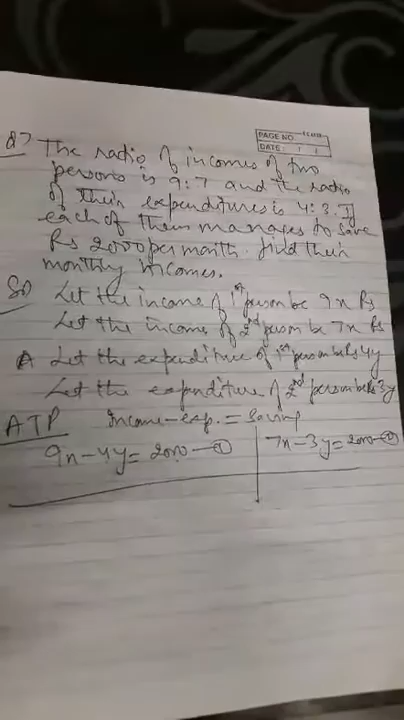 PAGE NO
DATE: / /
Q7 The radio of incomes of two
persons is 9:7 and the radio
of their expenditures is 4:3. If
each of them manages to save
Rs 2000 per month. find their
monthly incomes.
Sol Let the income of 1st person be 9x Rs
Let the income of 2nd person be 7x Rs
A Let the expenditure of 1st person be Rs 4y
Let the expenditure of 2nd person be Rs 3y
ATP Income-exp. = Saving
9x-4y=2000-① 7x-3y=2000-②